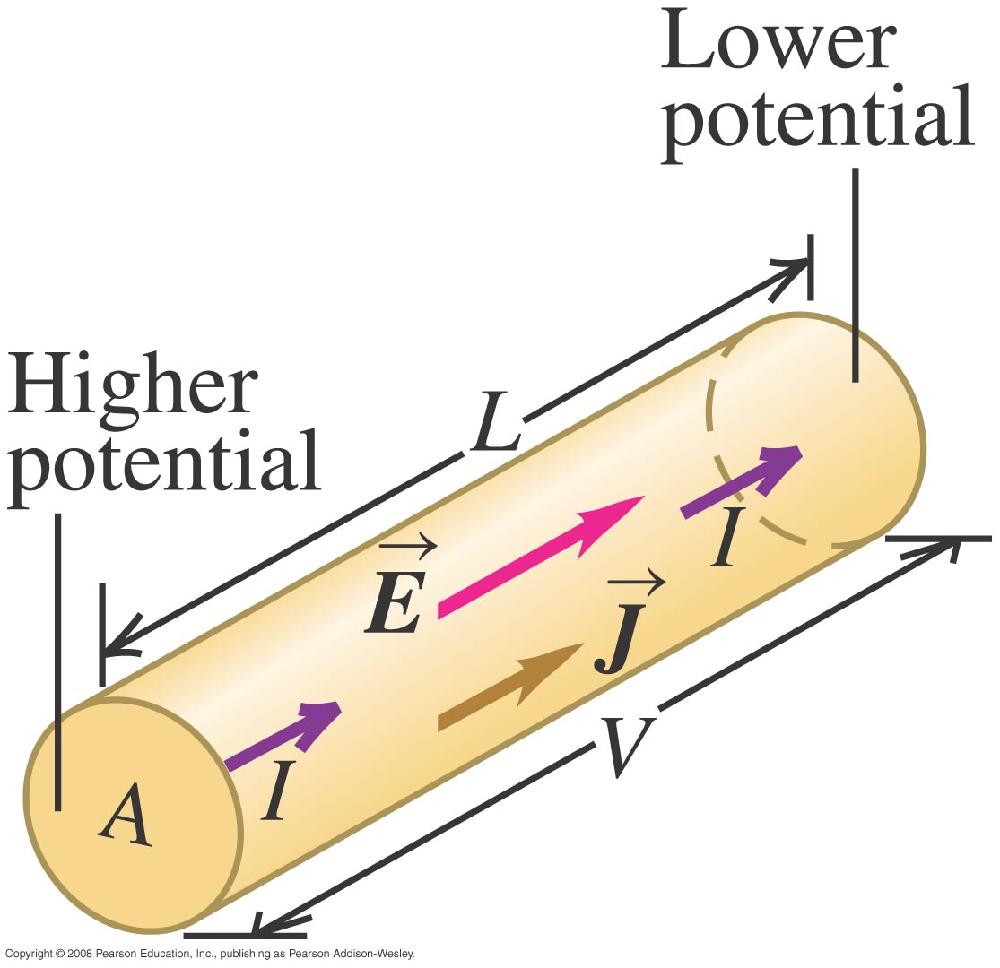 Lower
potential
Higher
potential
L
I
E
J
V
I
A
Copyright © 2008 Pearson Education, Inc., publishing as Pearson Addison-Wesley.